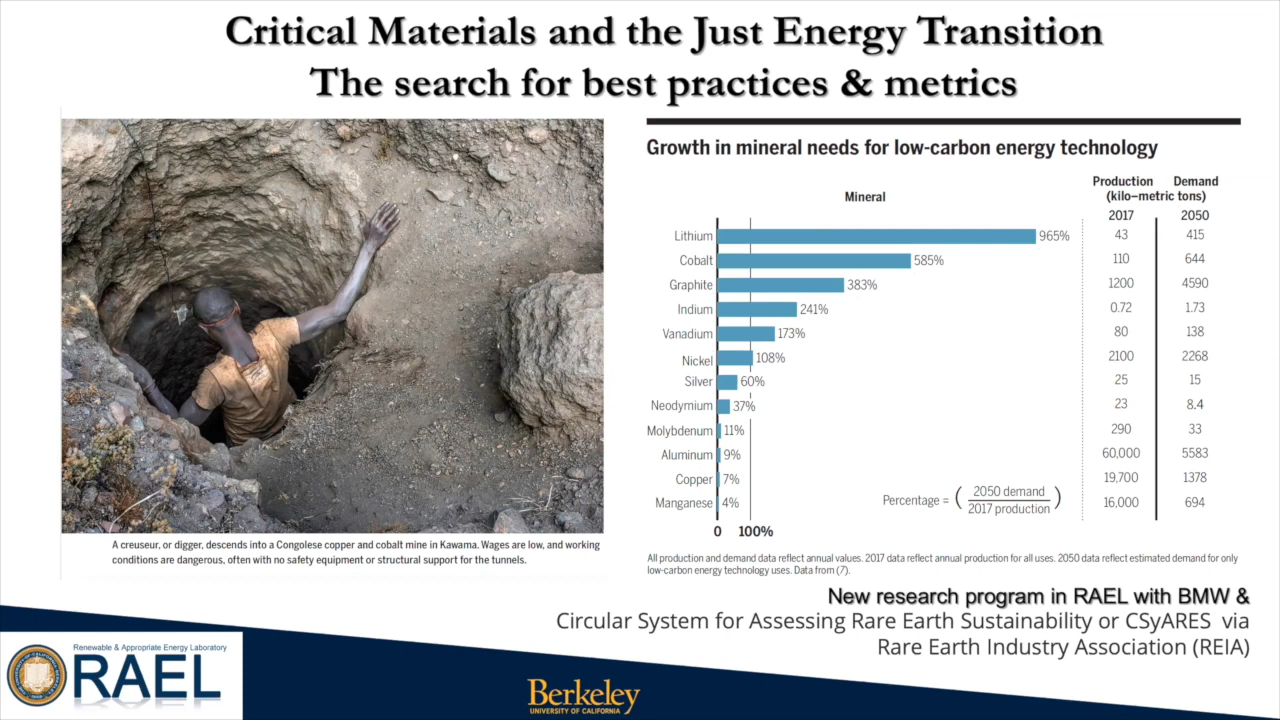 Critical Materials and the Just Energy Transition
The search for best practices & metrics
A creuseur, or digger, descends into a Congolese copper and cobalt mine in Kawama. Wages are low, and working
conditions are dangerous, often with no safety equipment or structural support for the tunnels.
Growth in mineral needs for low-carbon energy technology
Mineral
Production Demand
(kilo–metric tons)
2017 2050
Lithium 965% 43 415
Cobalt 585% 110 644
Graphite 383% 1200 4590
Indium 241% 0.72 1.73
Vanadium 173% 80 138
Nickel 108% 2100 2268
Silver 60% 25 15
Neodymium 37% 23 8.4
Molybdenum 11% 290 33
Aluminum 9% 60,000 5583
Copper 7% 19,700 1378
Manganese 4% 16,000 694
Percentage = ( 2050 demand / 2017 production )
0 100%
All production and demand data reflect annual values. 2017 data reflect annual production for all uses. 2050 data reflect estimated demand for only
low-carbon energy technology uses. Data from (7).
New research program in RAEL with BMW &
Circular System for Assessing Rare Earth Sustainability or CSyARES via
Rare Earth Industry Association (REIA)
Renewable & Appropriate Energy Laboratory
RAEL
Berkeley
UNIVERSITY OF CALIFORNIA